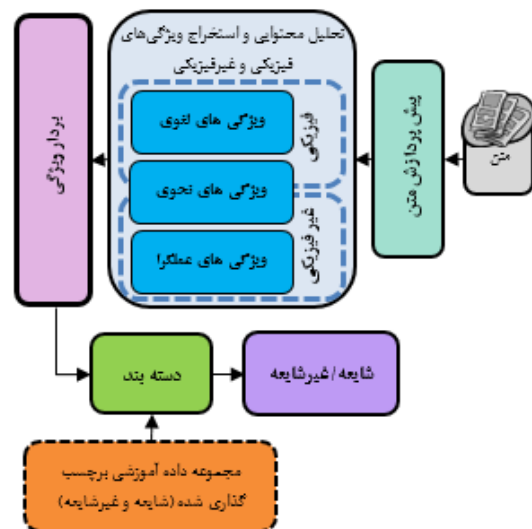 متن
پیش پردازش متن
تحلیل محتوایی و استخراج ویژگی‌های
فیزیکی و غیرفیزیکی
فیزیکی
ویژگی های لغوی
ویژگی های نحوی
غیر فیزیکی
ویژگی های عملگرا
بردار ویژگی
دسته بند
شایعه/غیرشایعه
مجموعه داده آموزشی برچسب
گذاری شده (شایعه و غیرشایعه)